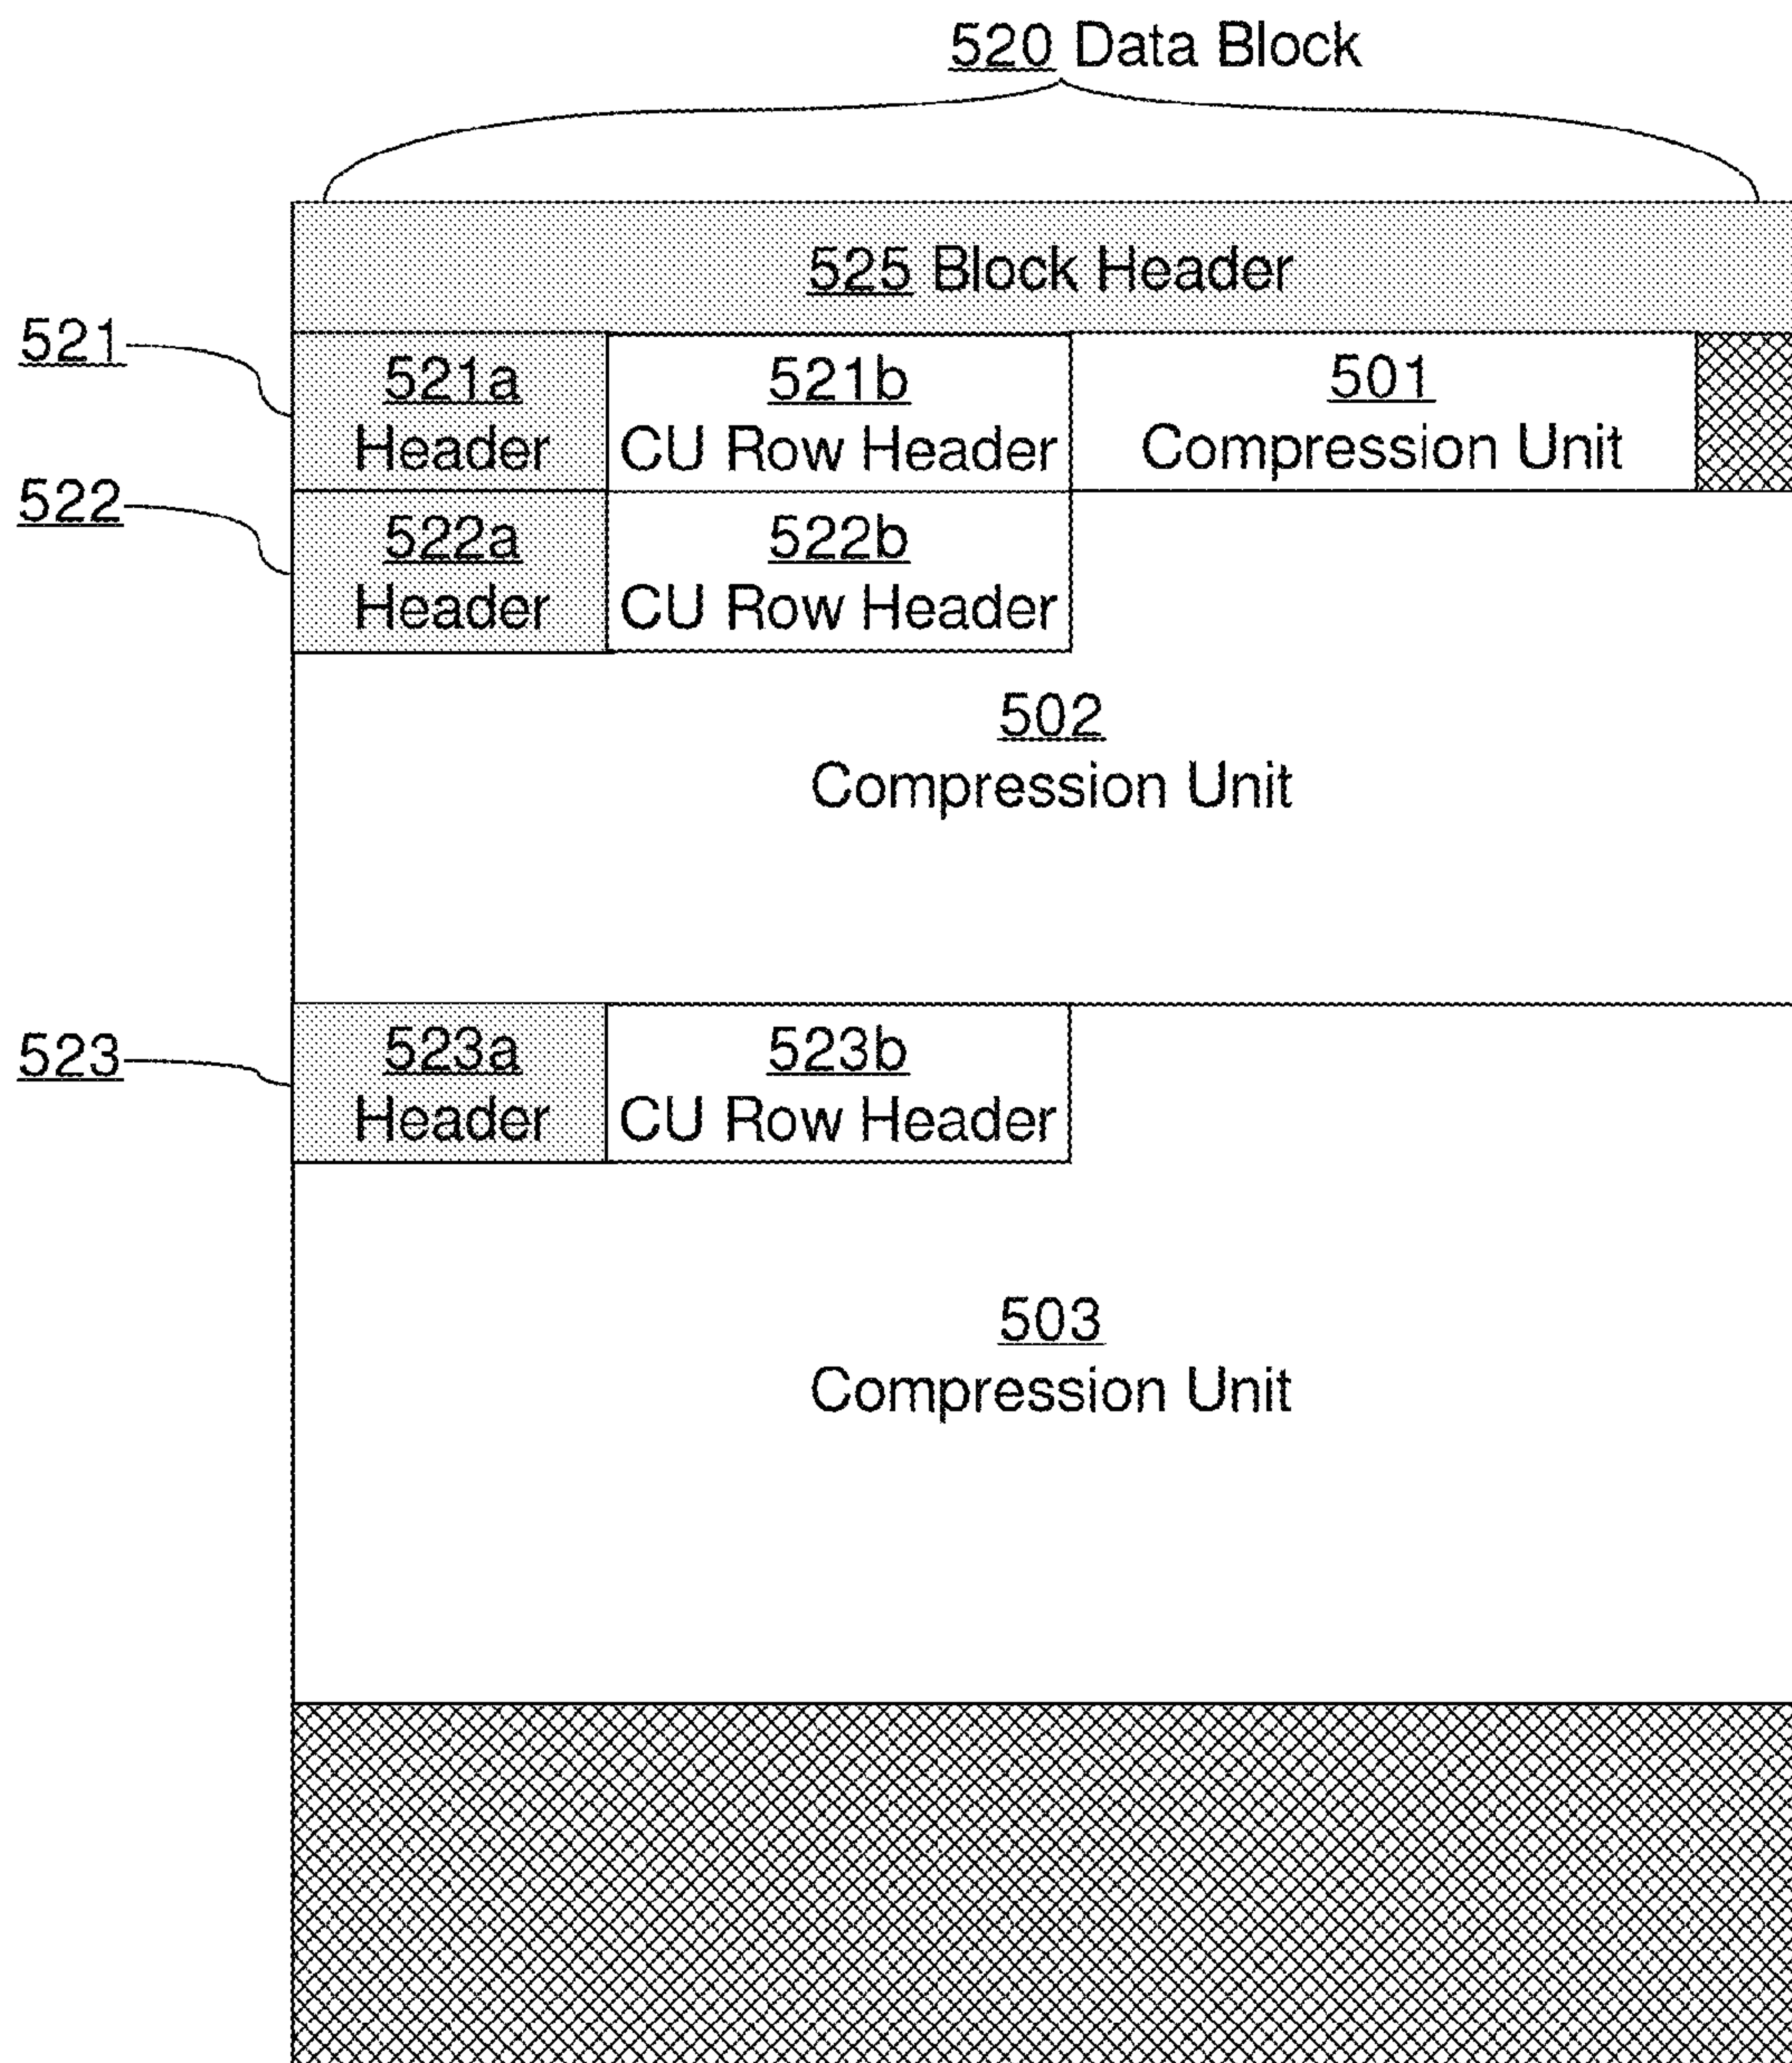 520 Data Block
525 Block Header
521
521a
Header
521b
CU Row Header
501
Compression Unit
522
522a
Header
522b
CU Row Header
502
Compression Unit
523
523a
Header
523b
CU Row Header
503
Compression Unit